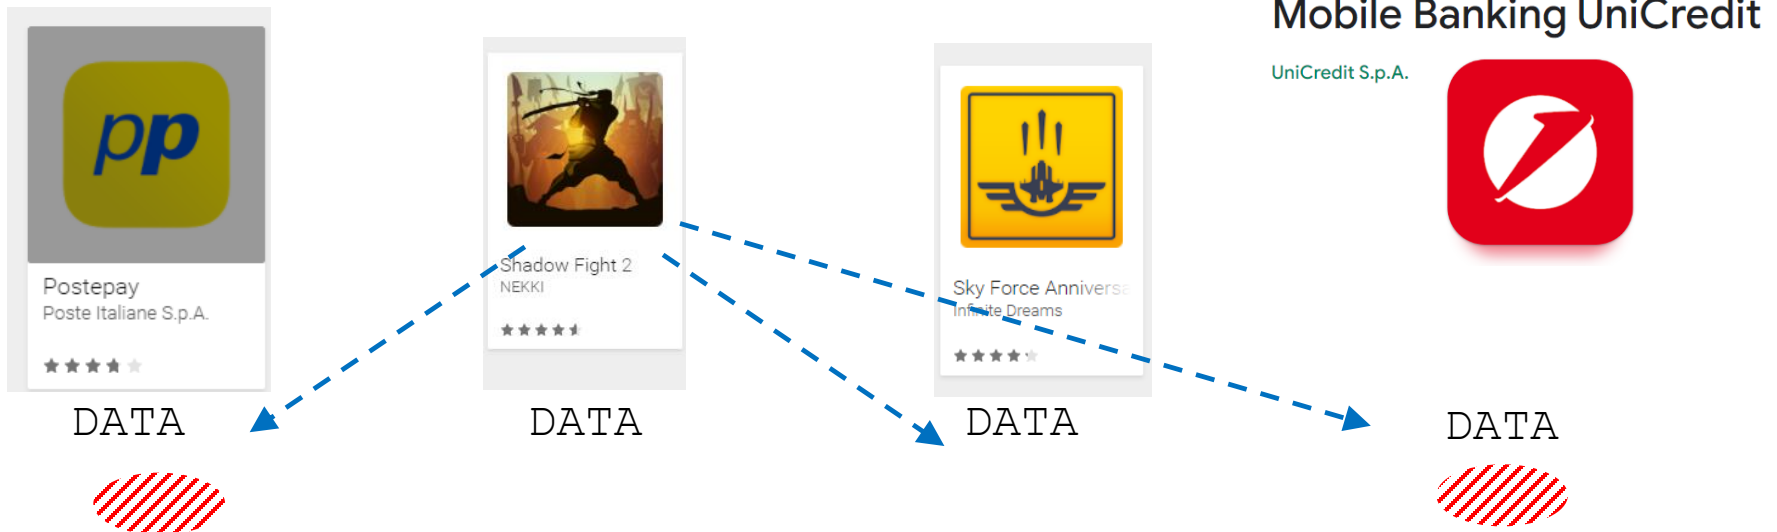 Mobile Banking UniCredit
UniCredit S.p.A.
pp
Postepay
Poste Italiane S.p.A.
Shadow Fight 2
NEKKI
Sky Force Annivers
Infinite Dreams
DATA
DATA
DATA
DATA